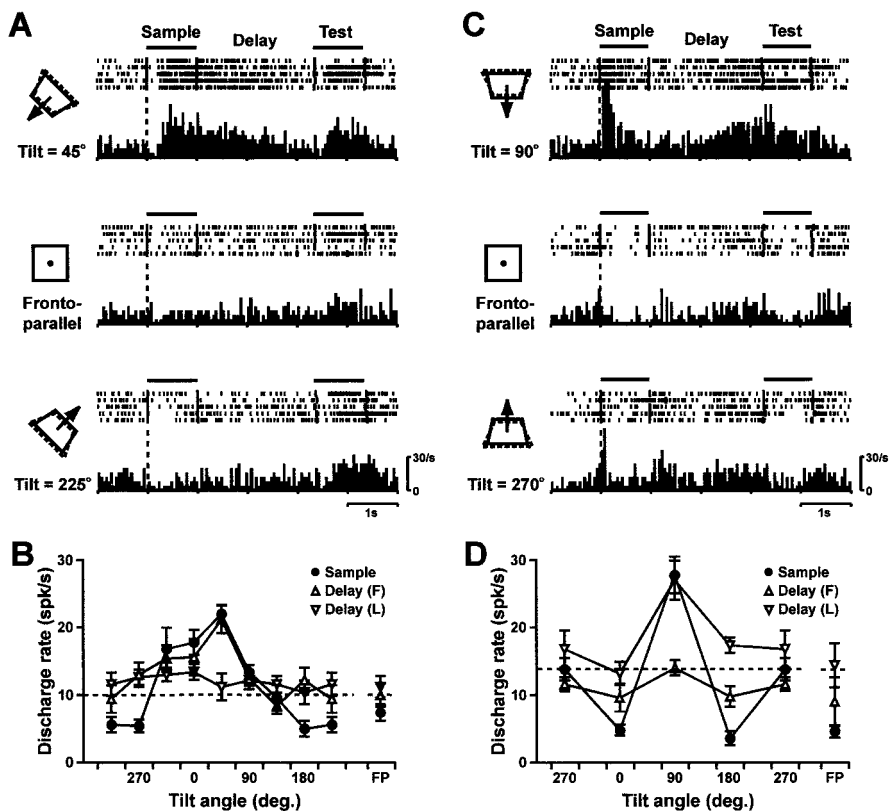 A
Sample
Delay
Test
Tilt = 45°
Fronto-
parallel
Tilt = 225°
30/s
0
1s
C
Sample
Delay
Test
Tilt = 90°
Fronto-
parallel
Tilt = 270°
30/s
0
1s
B
Discharge rate (spk/s)
30
20
10
0
Sample
Delay (F)
Delay (L)
270 0 90 180 FP
Tilt angle (deg.)
D
Discharge rate (spk/s)
30
20
10
0
Sample
Delay (F)
Delay (L)
270 0 90 180 270 FP
Tilt angle (deg.)